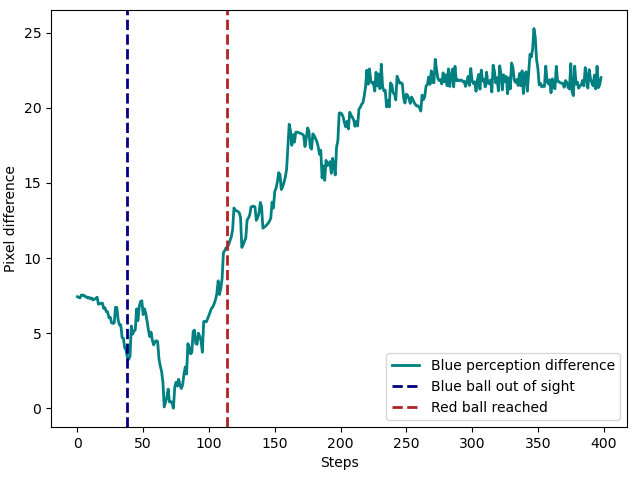 25
20
15
10
5
0
Pixel difference
Blue perception difference
Blue ball out of sight
Red ball reached
0 50 100 150 200 250 300 350 400
Steps